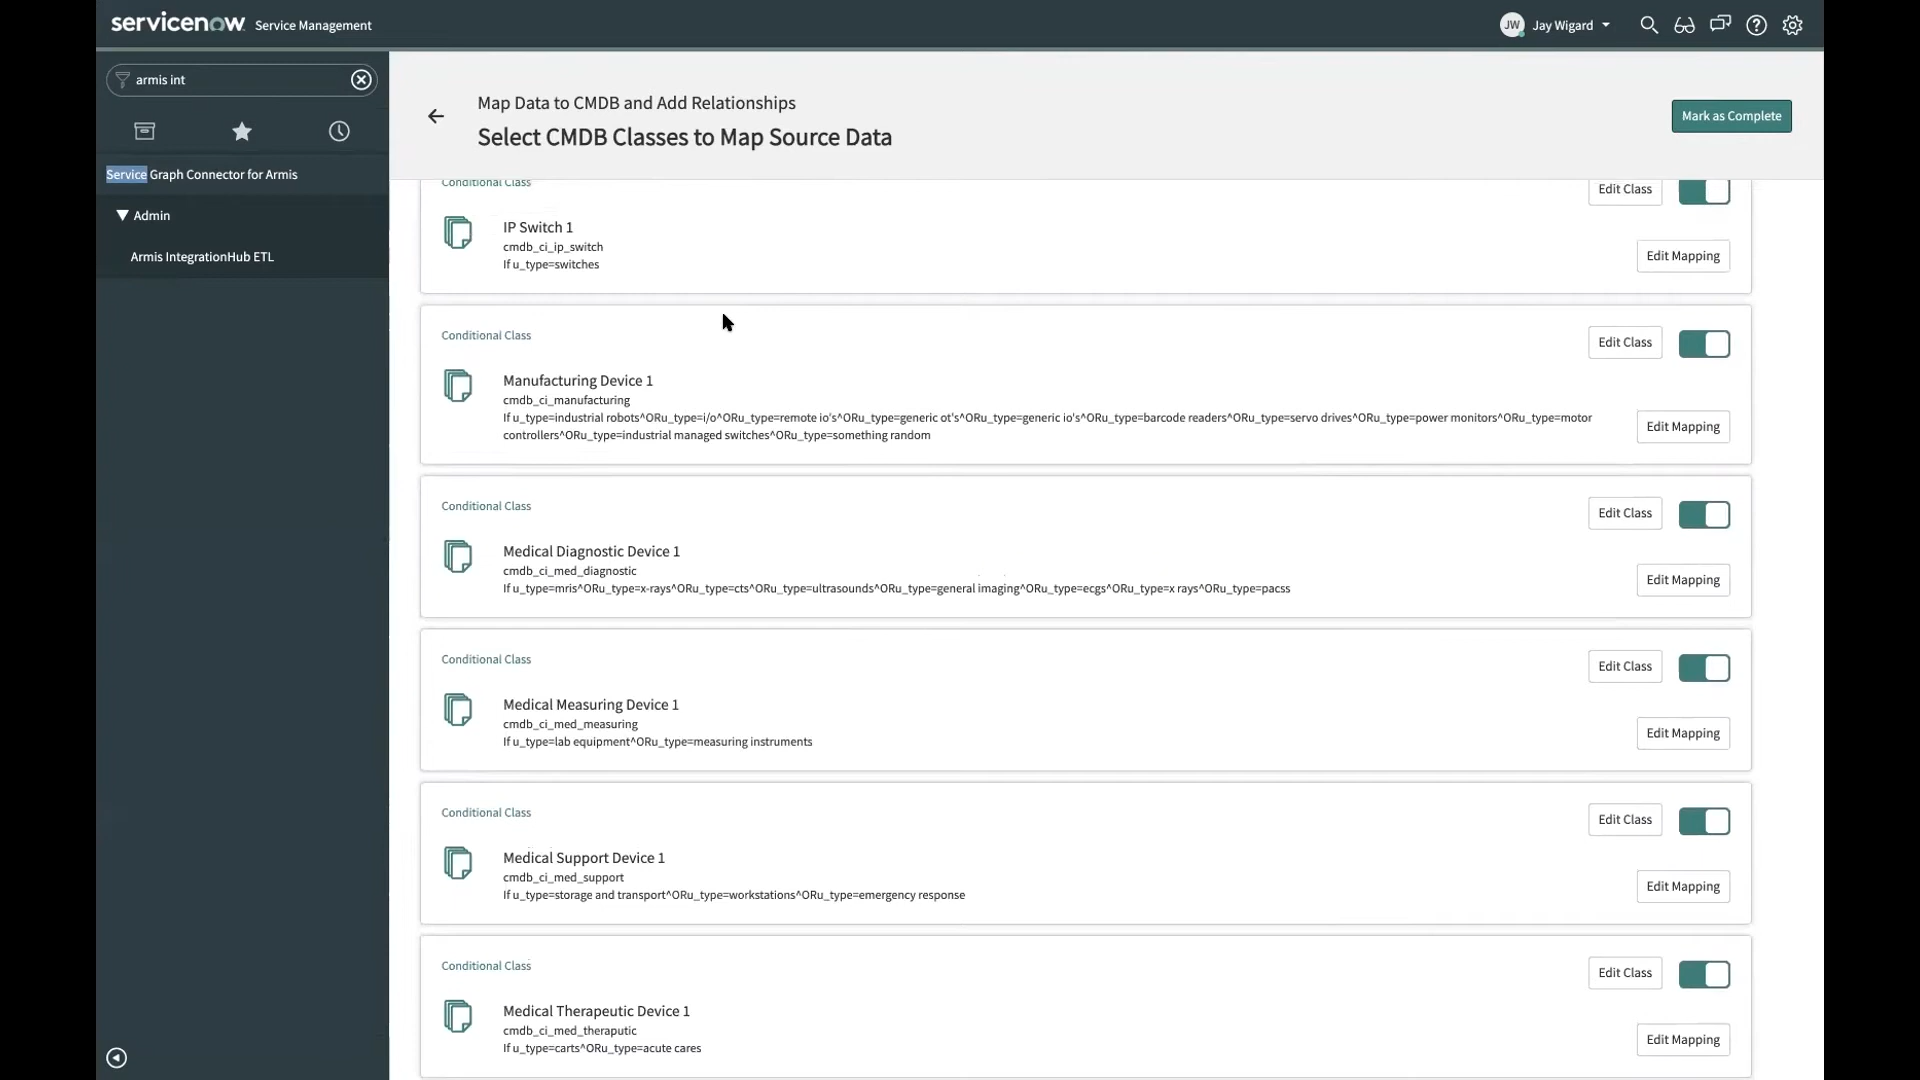 servicenow Service Management
JW Jay Wigard
armis int
Service Graph Connector for Armis
Admin
Armis IntegrationHub ETL
Map Data to CMDB and Add Relationships
Select CMDB Classes to Map Source Data
Mark as Complete
Conditional Class
Edit Class
IP Switch 1
cmdb_ci_ip_switch
If u_type=switches
Edit Mapping
Conditional Class
Edit Class
Manufacturing Device 1
cmdb_ci_manufacturing
If u_type=industrial robots^ORu_type=i/o^ORu_type=remote io's^ORu_type=generic ot's^ORu_type=generic io's^ORu_type=barcode readers^ORu_type=servo drives^ORu_type=power monitors^ORu_type=motor
controllers^ORu_type=industrial managed switches^ORu_type=something random
Edit Mapping
Conditional Class
Edit Class
Medical Diagnostic Device 1
cmdb_ci_med_diagnostic
If u_type=mris^ORu_type=x-rays^ORu_type=cts^ORu_type=ultrasounds^ORu_type=general imaging^ORu_type=ecgs^ORu_type=x rays^ORu_type=pacss
Edit Mapping
Conditional Class
Edit Class
Medical Measuring Device 1
cmdb_ci_med_measuring
If u_type=lab equipment^ORu_type=measuring instruments
Edit Mapping
Conditional Class
Edit Class
Medical Support Device 1
cmdb_ci_med_support
If u_type=storage and transport^ORu_type=workstations^ORu_type=emergency response
Edit Mapping
Conditional Class
Edit Class
Medical Therapeutic Device 1
cmdb_ci_med_theraputic
If u_type=carts^ORu_type=acute cares
Edit Mapping